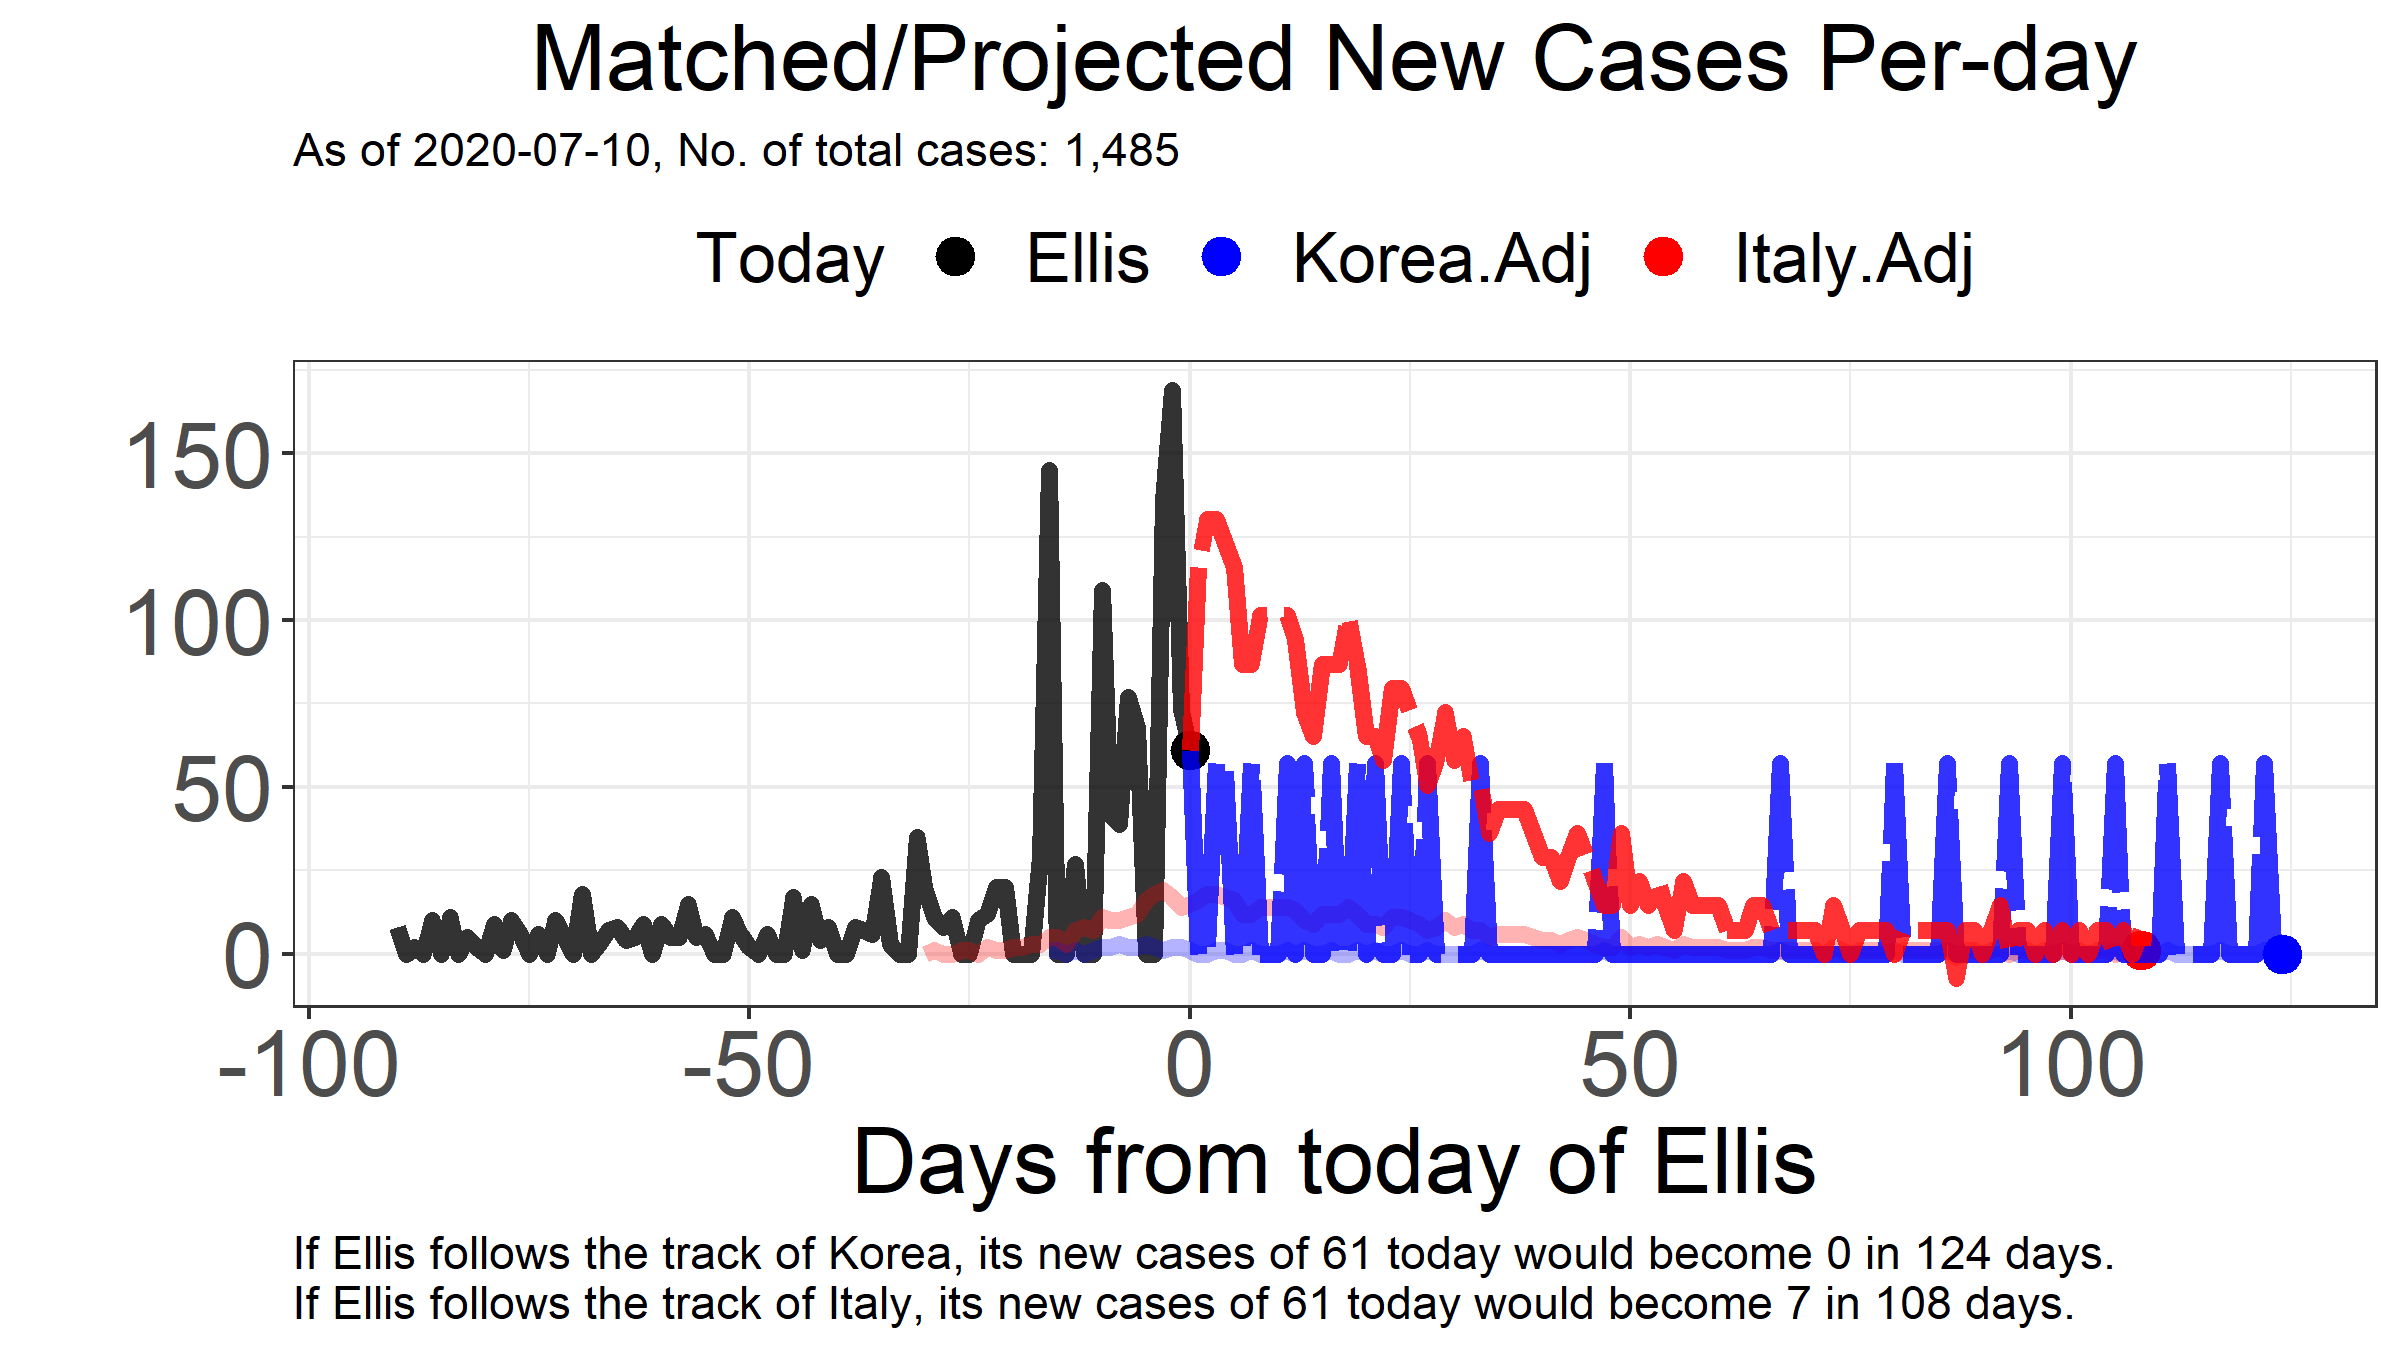 Matched/Projected New Cases Per-day
As of 2020-07-10, No. of total cases: 1,485
Today Ellis Korea.Adj Italy.Adj
150
100
50
0
-100 -50 0 50 100
Days from today of Ellis
If Ellis follows the track of Korea, its new cases of 61 today would become 0 in 124 days.
If Ellis follows the track of Italy, its new cases of 61 today would become 7 in 108 days.